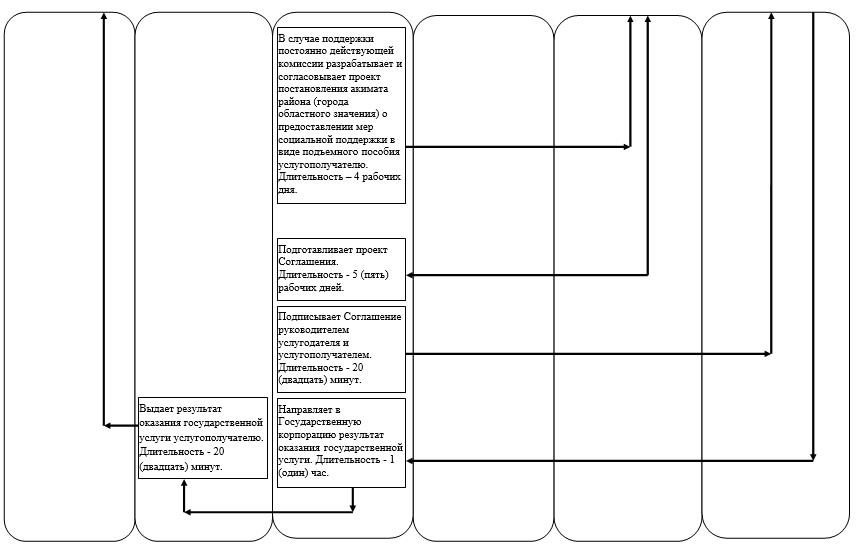 В случае поддержки
постоянно действующей
комиссии разрабатывает и
согласовывает проект
постановления акимата
района (города
областного значения) о
предоставлении мер
социальной поддержки в
виде подъемного пособия
услугополучателю.
Длительность – 4 рабочих
дня.
Подготавливает проект
Соглашения.
Длительность - 5 (пять)
рабочих дней.
Подписывает Соглашение
руководителем
услугодателя и
услугополучателем.
Длительность - 20
(двадцать) минут.
Выдает результат
оказания государственной
услуги услугополучателю.
Длительность - 20
(двадцать) минут.
Направляет в
Государственную
корпорацию результат
оказания государственной
услуги. Длительность - 1
(один) час.